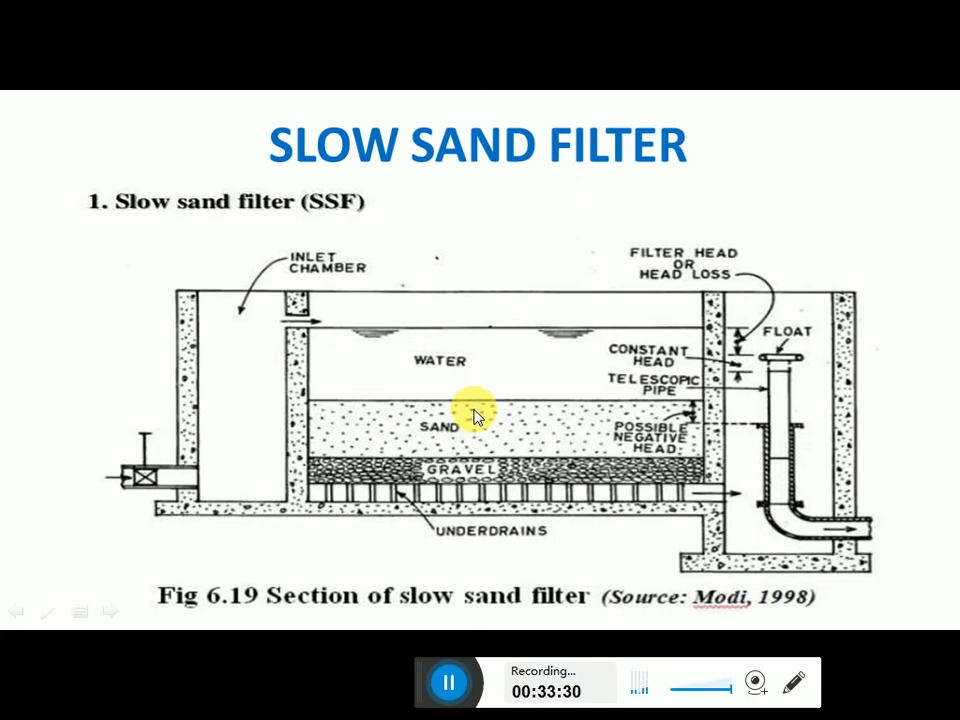 SLOW SAND FILTER
1. Slow sand filter (SSF)
INLET
CHAMBER
FILTER HEAD
OR
HEAD LOSS
FLOAT
CONSTANT
HEAD
WATER
TELESCOPIC
PIPE
SAND
POSSIBLE
NEGATIVE
HEAD
GRAVEL
UNDERDRAINS
Fig 6.19 Section of slow sand filter (Source: Modi, 1998)
Recording...
00:33:30